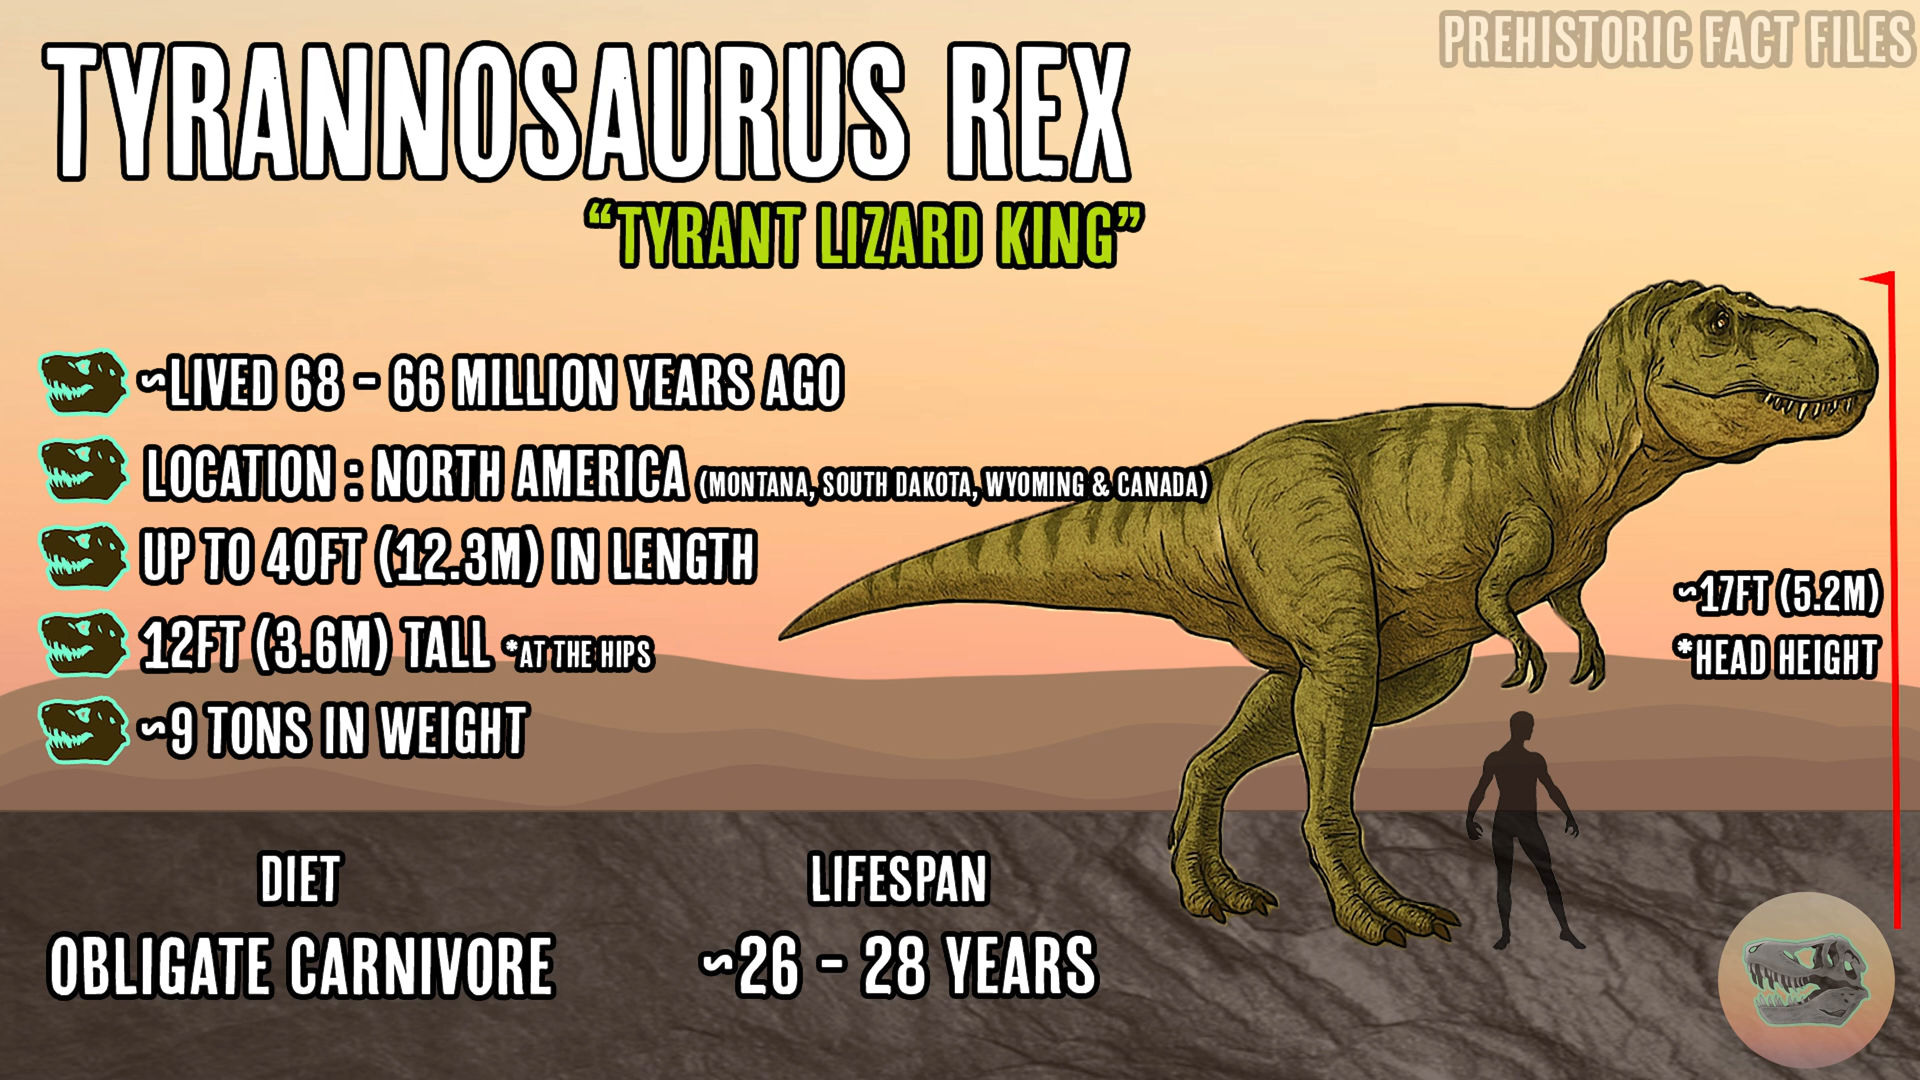 PREHISTORIC FACT FILES
TYRANNOSAURUS REX
“TYRANT LIZARD KING”
~LIVED 68 - 66 MILLION YEARS AGO
LOCATION : NORTH AMERICA (MONTANA, SOUTH DAKOTA, WYOMING & CANADA)
UP TO 40FT (12.3M) IN LENGTH
12FT (3.6M) TALL *AT THE HIPS
~9 TONS IN WEIGHT
~17FT (5.2M)
*HEAD HEIGHT
DIET
OBLIGATE CARNIVORE
LIFESPAN
~26 - 28 YEARS